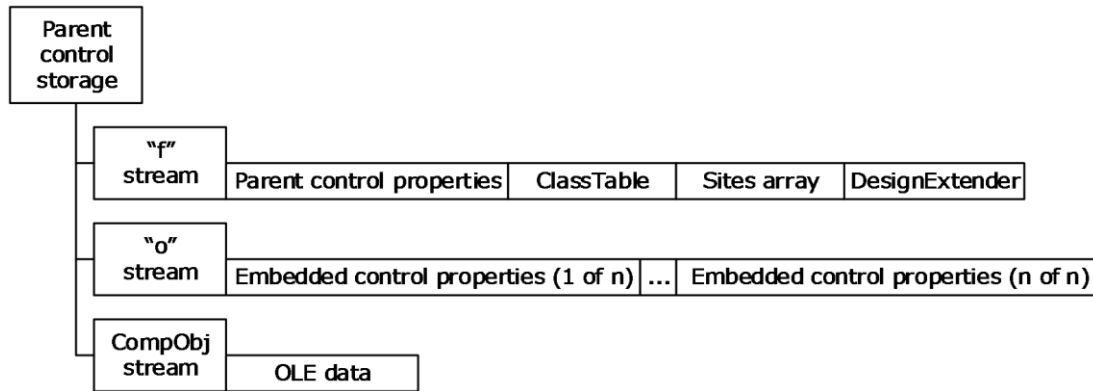 Parent
control
storage
"f"
stream
Parent control properties
ClassTable
Sites array
DesignExtender
"o"
stream
Embedded control properties (1 of n)
...
Embedded control properties (n of n)
CompObj
stream
OLE data